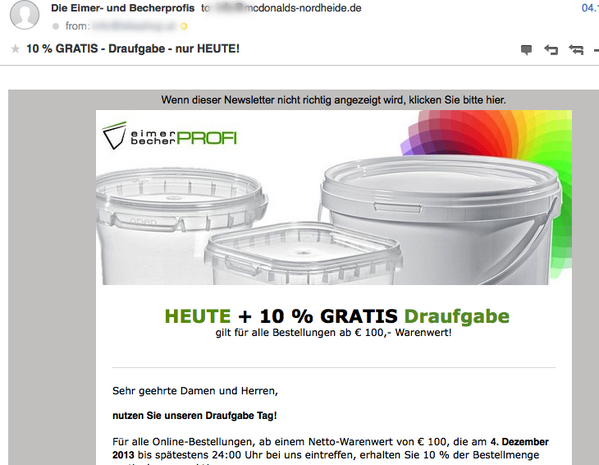 Die Eimer- und Becherprofis to mcdonalds-nordheide.de 04.
from:
10 % GRATIS - Draufgabe - nur HEUTE!
Wenn dieser Newsletter nicht richtig angezeigt wird, klicken Sie bitte hier.
eimer
becher PROFI
HEUTE + 10 % GRATIS Draufgabe
gilt für alle Bestellungen ab € 100,- Warenwert!
Sehr geehrte Damen und Herren,
nutzen Sie unseren Draufgabe Tag!
Für alle Online-Bestellungen, ab einem Netto-Warenwert von € 100, die am 4. Dezember
2013 bis spätestens 24:00 Uhr bei uns eintreffen, erhalten Sie 10 % der Bestellmenge